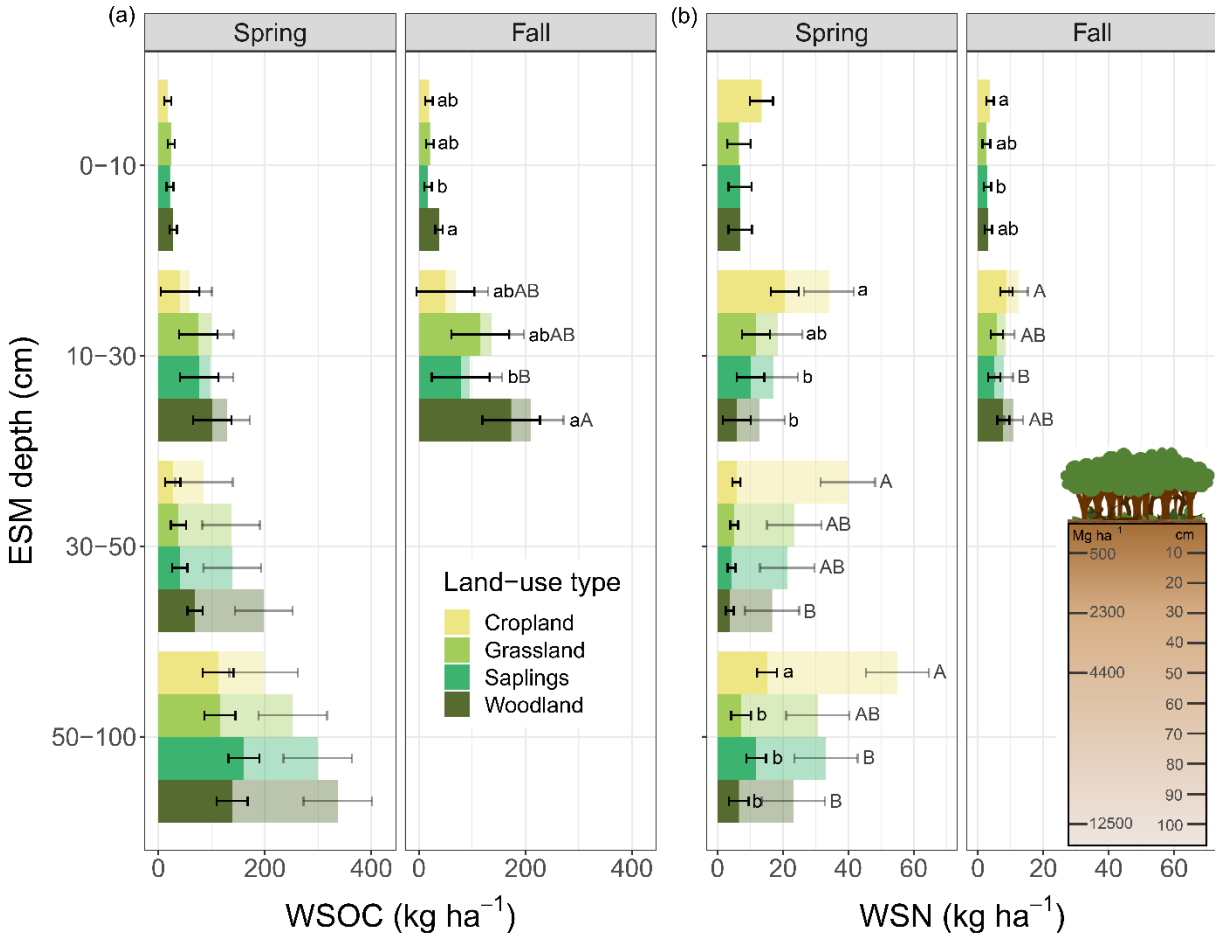 (a)
Spring
Fall
(b)
Spring
Fall
ESM depth (cm)
0−10
10−30
30−50
50−100
ab
ab
b
a
abAB
abAB
bB
aA
a
ab
b
b
A
AB
AB
B
a
A
b
AB
b
B
b
B
a
ab
b
ab
A
AB
B
AB
Land−use type
Cropland
Grassland
Saplings
Woodland
Mg ha⁻¹
cm
500
10
20
2300
30
40
4400
50
60
70
80
90
12500
100
0
200
400
0
200
400
0
20
40
60
0
20
40
60
WSOC (kg ha⁻¹)
WSN (kg ha⁻¹)